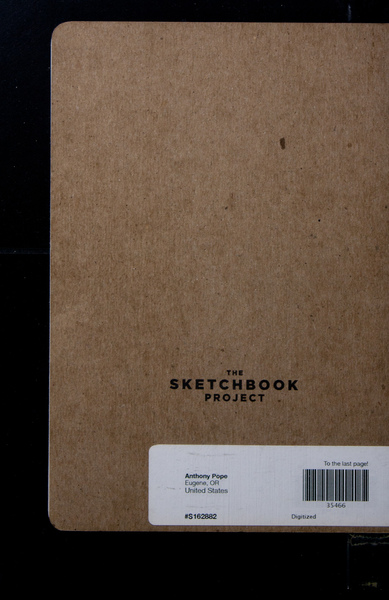 THE
SKETCHBOOK
PROJECT
To the last page!
Anthony Pope
Eugene, OR
United States
35466
#S162882
Digitized